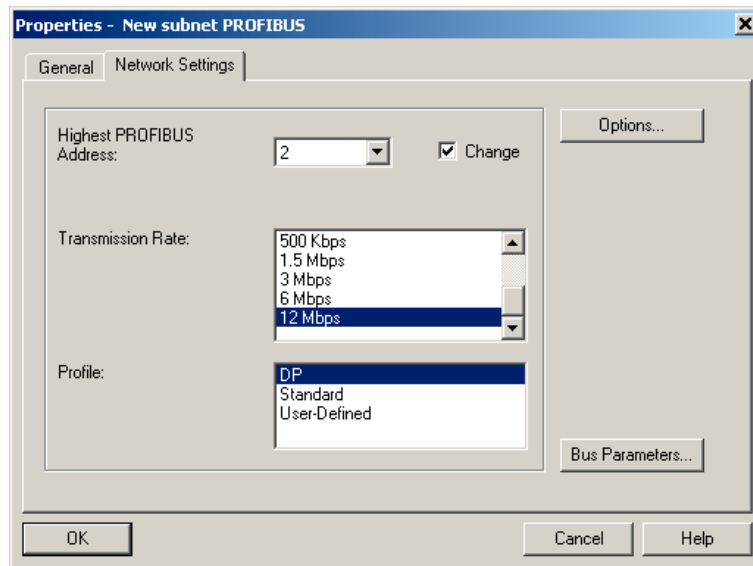 Properties - New subnet PROFIBUS
General
Network Settings
Highest PROFIBUS
Address:
2
Change
Options...
Transmission Rate:
500 Kbps
1.5 Mbps
3 Mbps
6 Mbps
12 Mbps
Profile:
DP
Standard
User-Defined
Bus Parameters...
OK
Cancel
Help